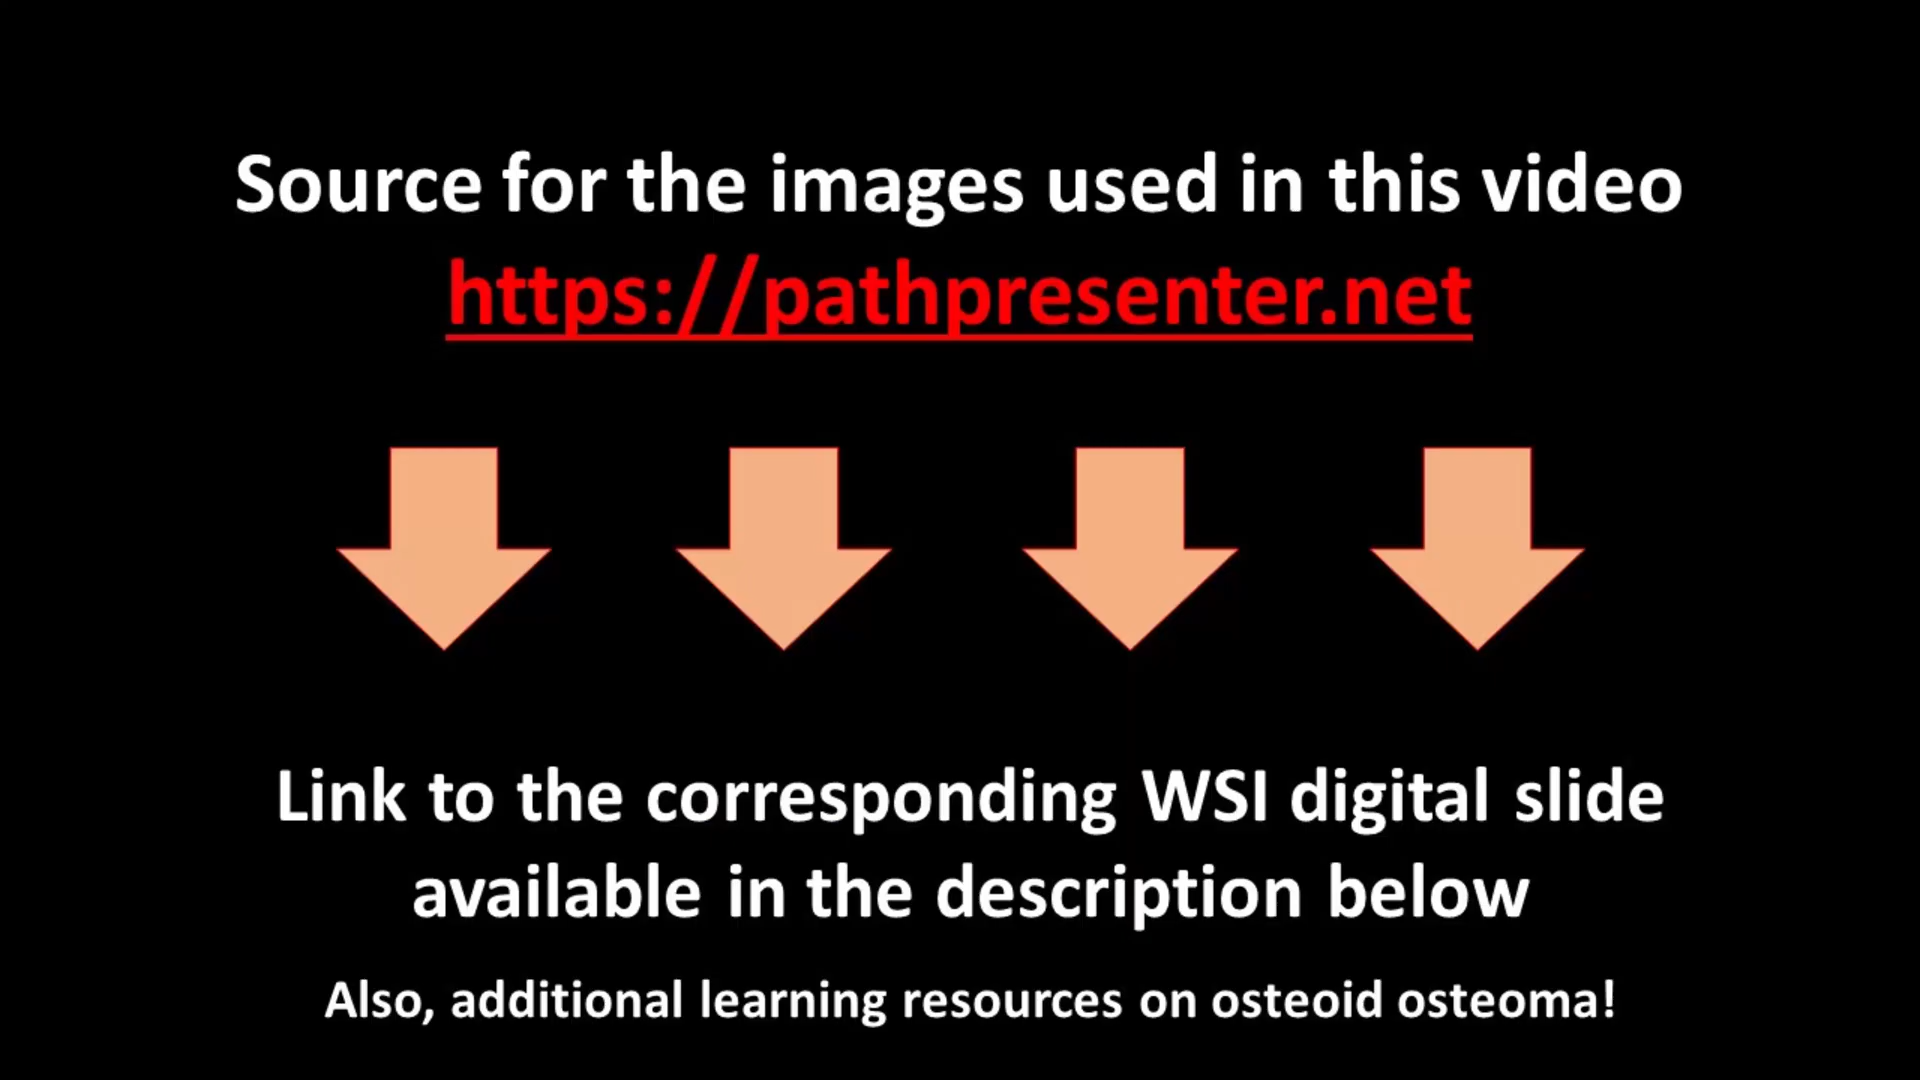 Source for the images used in this video
https://pathpresenter.net
Link to the corresponding WSI digital slide
available in the description below
Also, additional learning resources on osteoid osteoma!